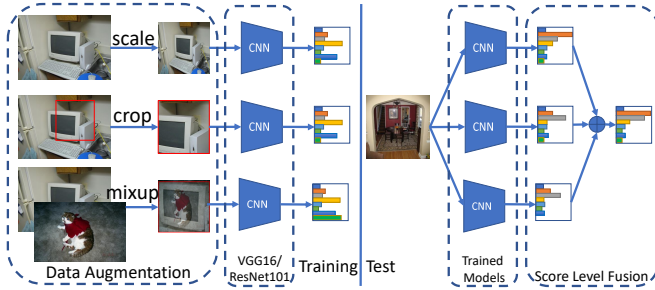 scale
CNN
CNN
crop
CNN
CNN
mixup
CNN
CNN
Data Augmentation
VGG16/
ResNet101
Training
Test
Trained
Models
Score Level Fusion